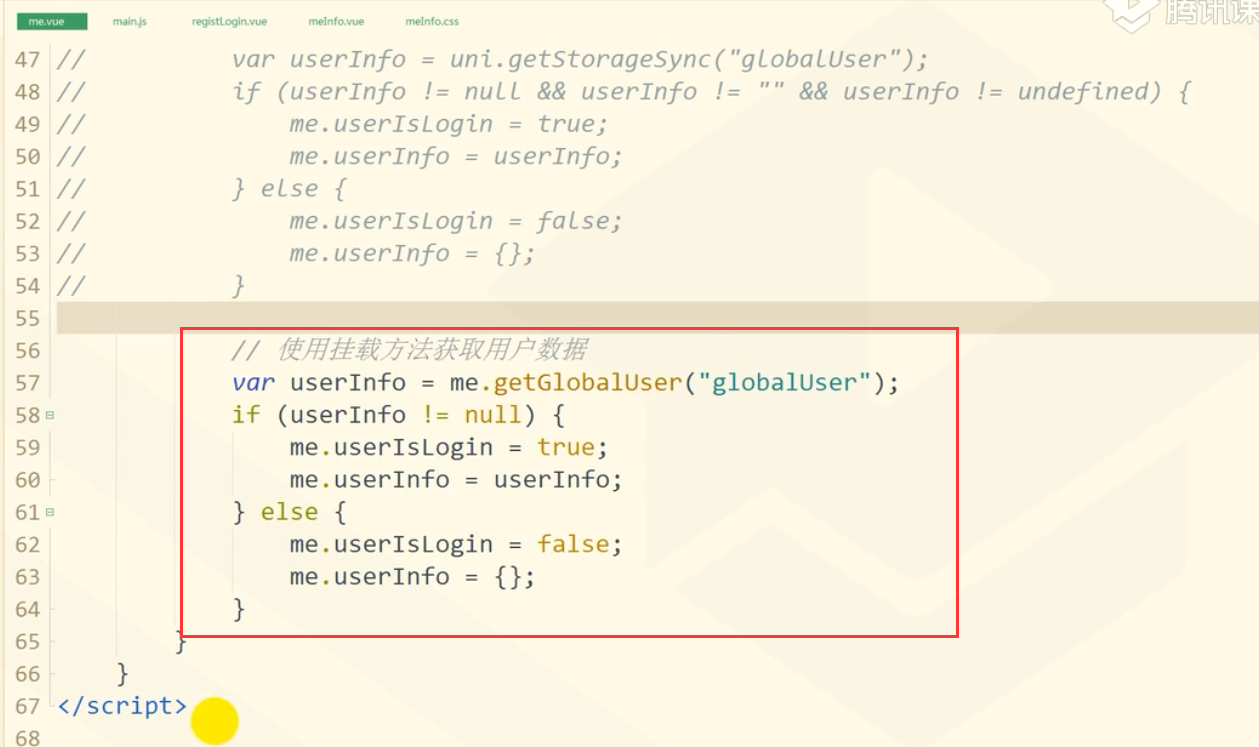 me.vue main.js registLogin.vue meInfo.vue meInfo.css
腾讯课
47 // var userInfo = uni.getStorageSync("globalUser");
48 // if (userInfo != null && userInfo != "" && userInfo != undefined) {
49 // me.userIsLogin = true;
50 // me.userInfo = userInfo;
51 // } else {
52 // me.userIsLogin = false;
53 // me.userInfo = {};
54 // }
55
56 // 使用挂载方法获取用户数据
57 var userInfo = me.getGlobalUser("globalUser");
58 if (userInfo != null) {
59 me.userIsLogin = true;
60 me.userInfo = userInfo;
61 } else {
62 me.userIsLogin = false;
63 me.userInfo = {};
64 }
65 }
66 }
67 </script>
68